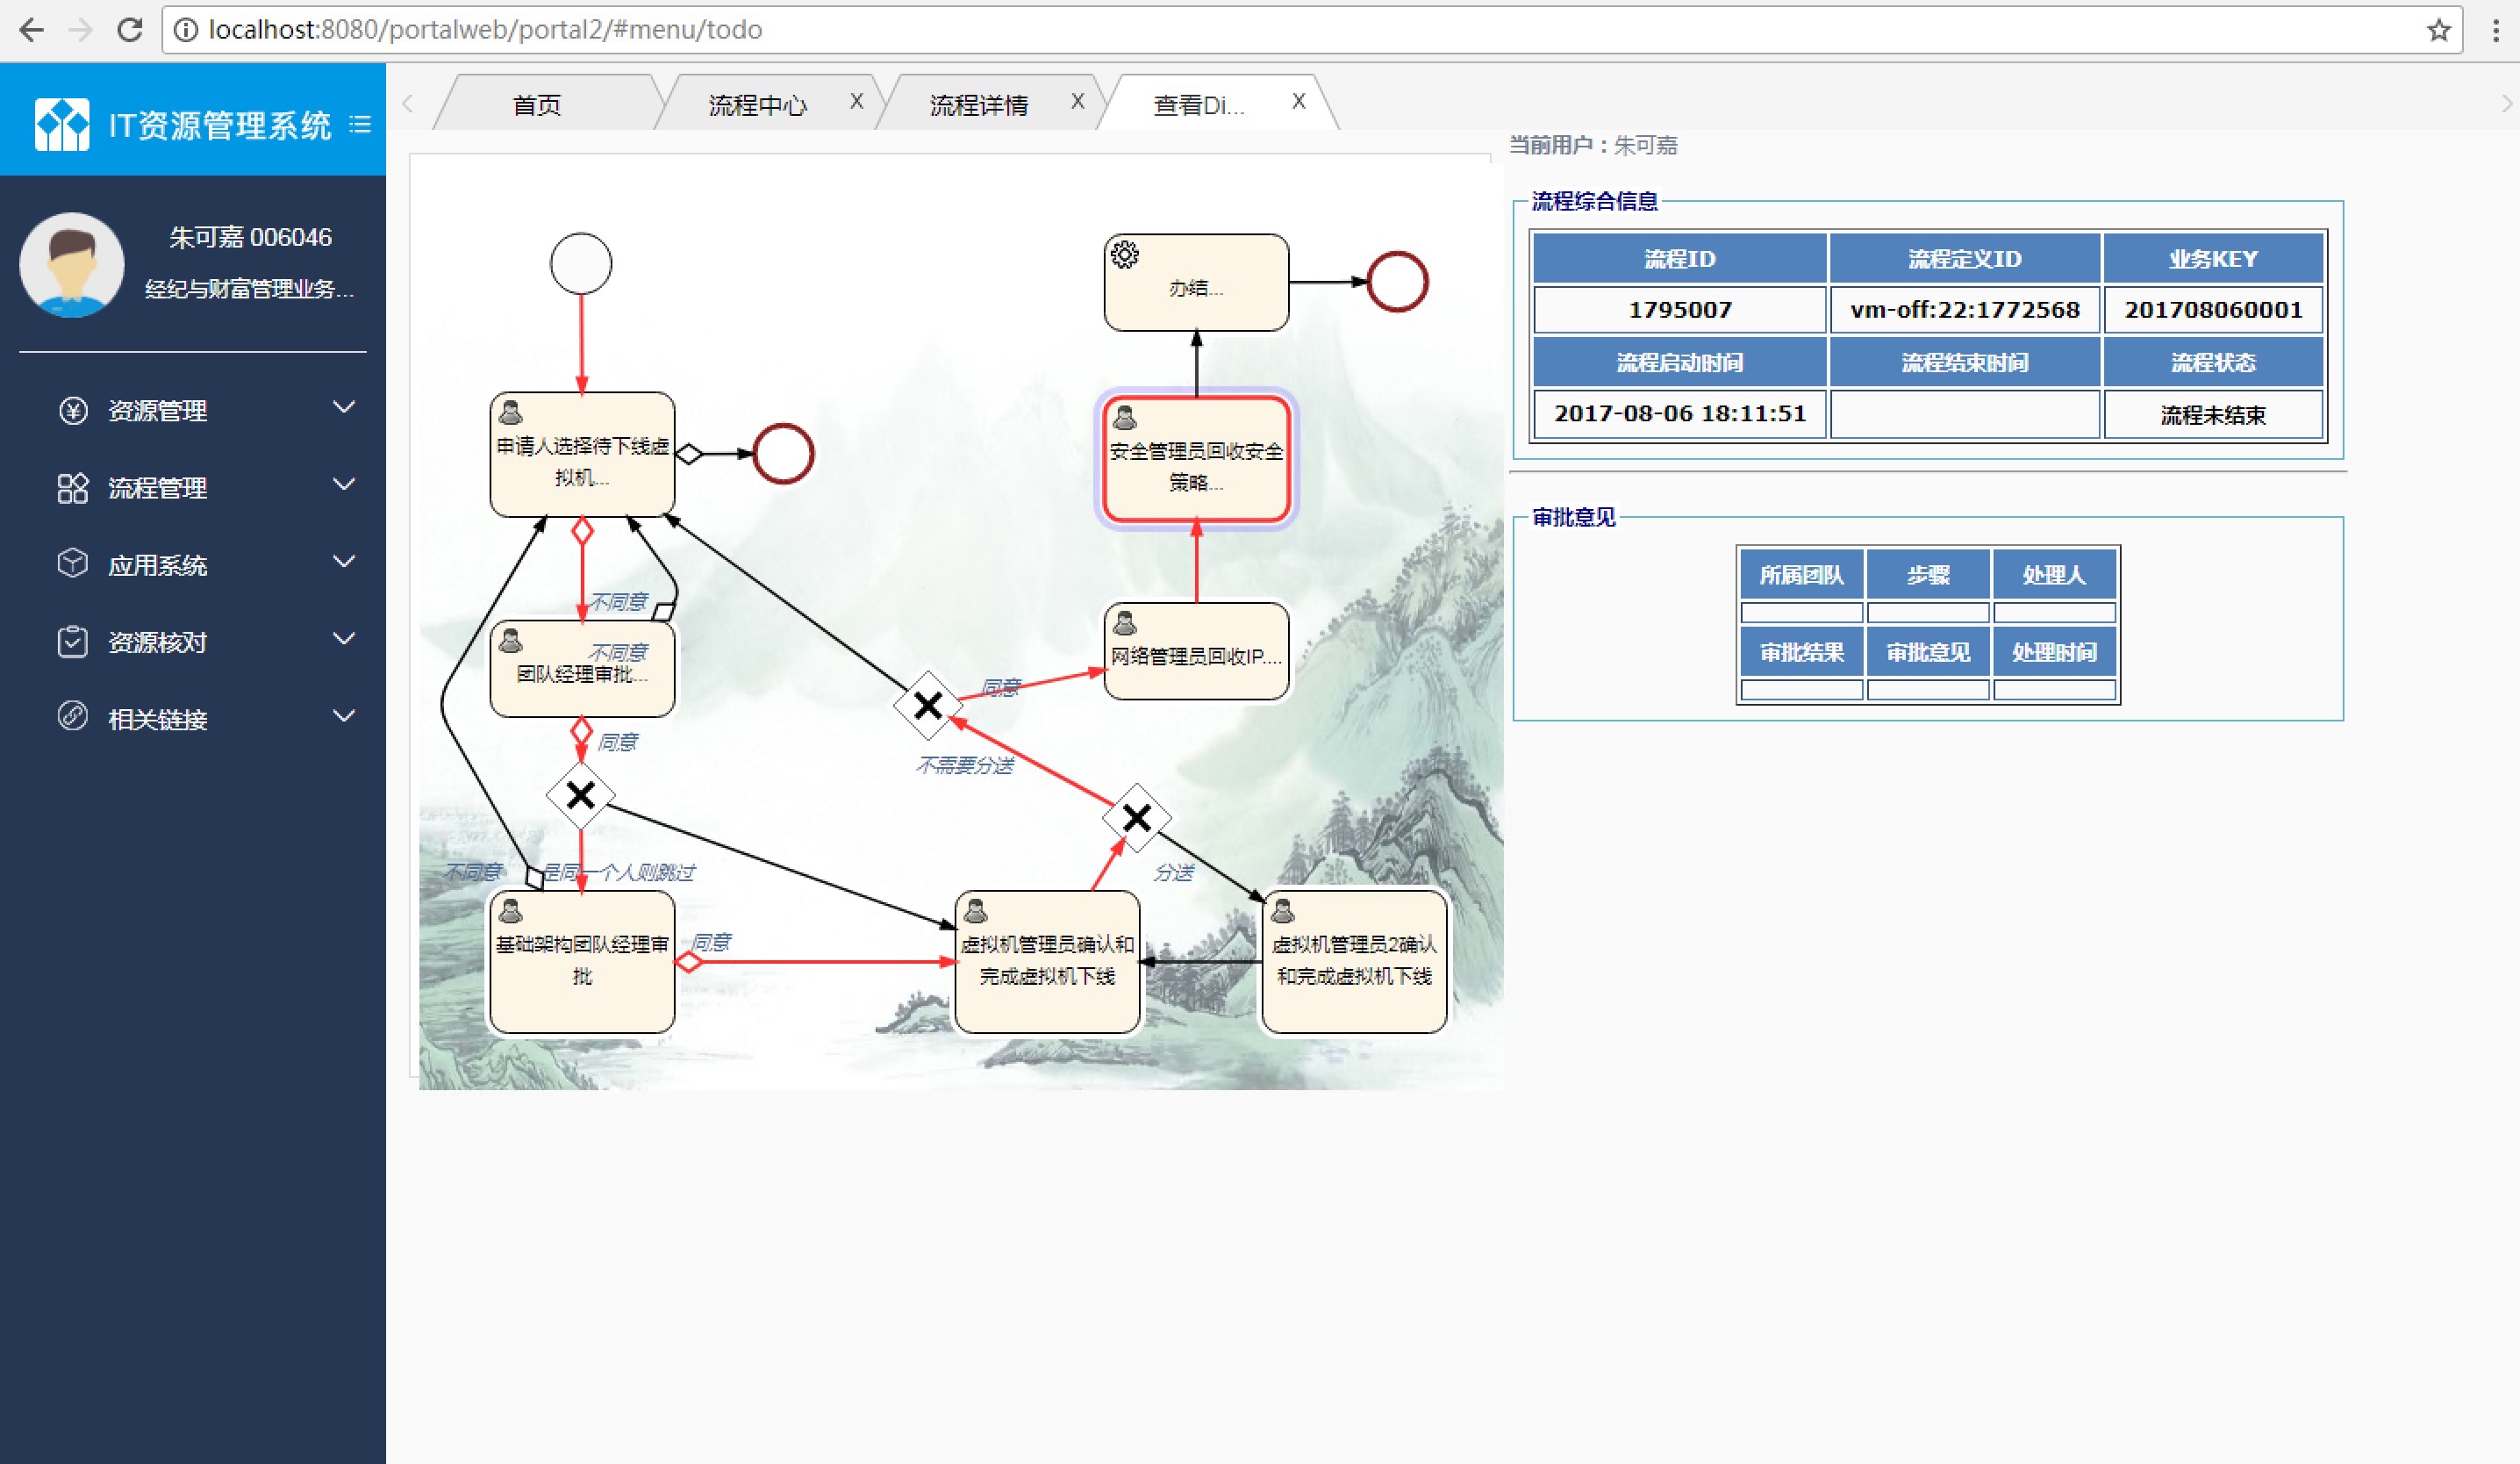 localhost:8080/portalweb/portal2/#menu/todo
IT资源管理系统
首页
流程中心 X
流程详情 X
查看Di... X
朱可嘉 006046
经纪与财富管理业务...
资源管理
流程管理
应用系统
资源核对
相关链接
办结...
申请人选择待下线虚
拟机...
安全管理员回收安全
策略...
不同意
不同意
团队经理审批...
网络管理员回收IP....
同意
同意
不需要分送
不同意
是同一个人则跳过
分送
基础架构团队经理审
批
同意
虚拟机管理员确认和
完成虚拟机下线
虚拟机管理员2确认
和完成虚拟机下线
当前用户：朱可嘉
流程综合信息
流程ID 流程定义ID 业务KEY
1795007 vm-off:22:1772568 201708060001
流程启动时间 流程结束时间 流程状态
2017-08-06 18:11:51 流程未结束
审批意见
所属团队 步骤 处理人
审批结果 审批意见 处理时间